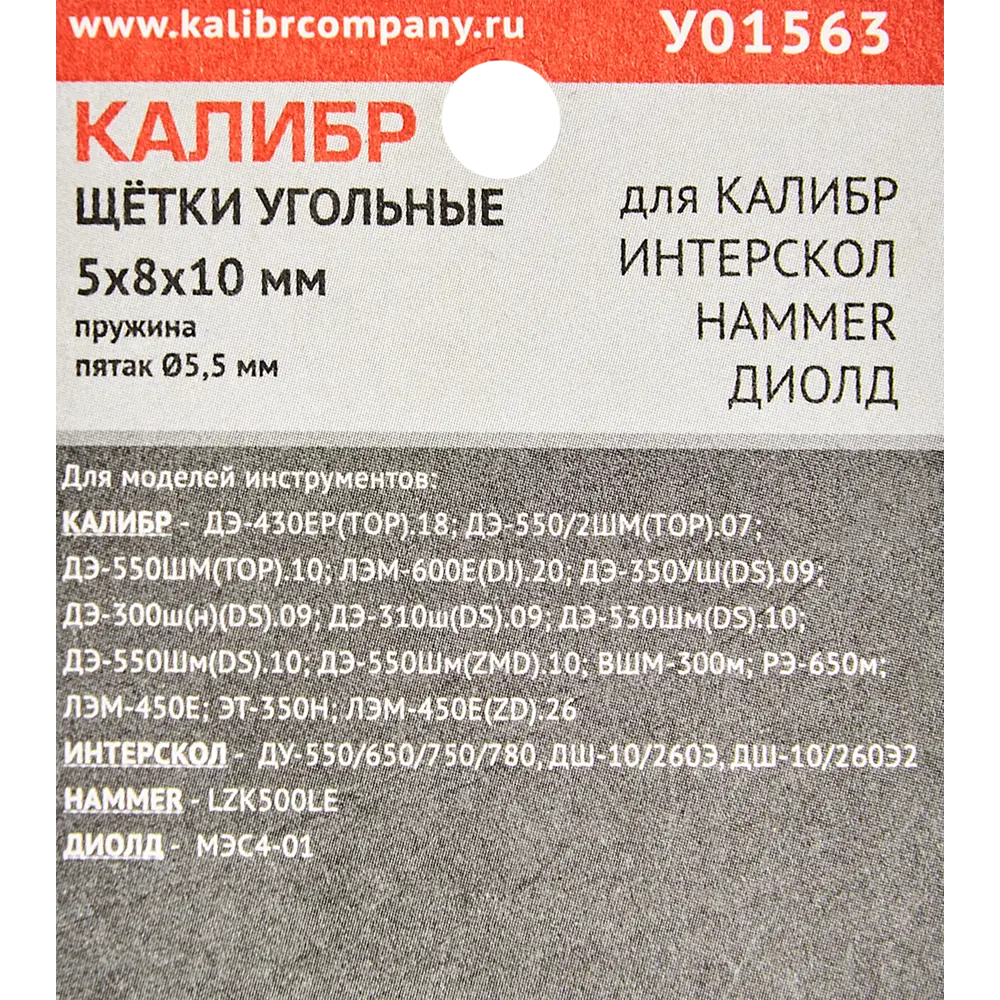 www.kalibrcompany.ru
У01563
КАЛИБР
ЩЁТКИ УГОЛЬНЫЕ
5х8х10 мм
пружина
пятак Ø5,5 мм
для КАЛИБР
ИНТЕРСКОЛ
HAMMER
ДИОЛД
Для моделей инструментов:
КАЛИБР - ДЭ-430ЕР(ТОР).18; ДЭ-550/2ШМ(ТОР).07;
ДЭ-550ШМ(ТОР).10; ЛЭМ-600Е(DJ).20; ДЭ-350УШ(DS).09;
ДЭ-300ш(н)(DS).09; ДЭ-310ш(DS).09; ДЭ-530Шм(DS).10;
ДЭ-550Шм(DS).10; ДЭ-550Шм(ZMD).10; ВШМ-300м; РЭ-650м;
ЛЭМ-450Е; ЭТ-350Н; ЛЭМ-450Е(ZD).26
ИНТЕРСКОЛ - ДУ-550/650/750/780, ДШ-10/260Э, ДШ-10/260Э2
HAMMER - LZK500LE
ДИОЛД - МЭС4-01